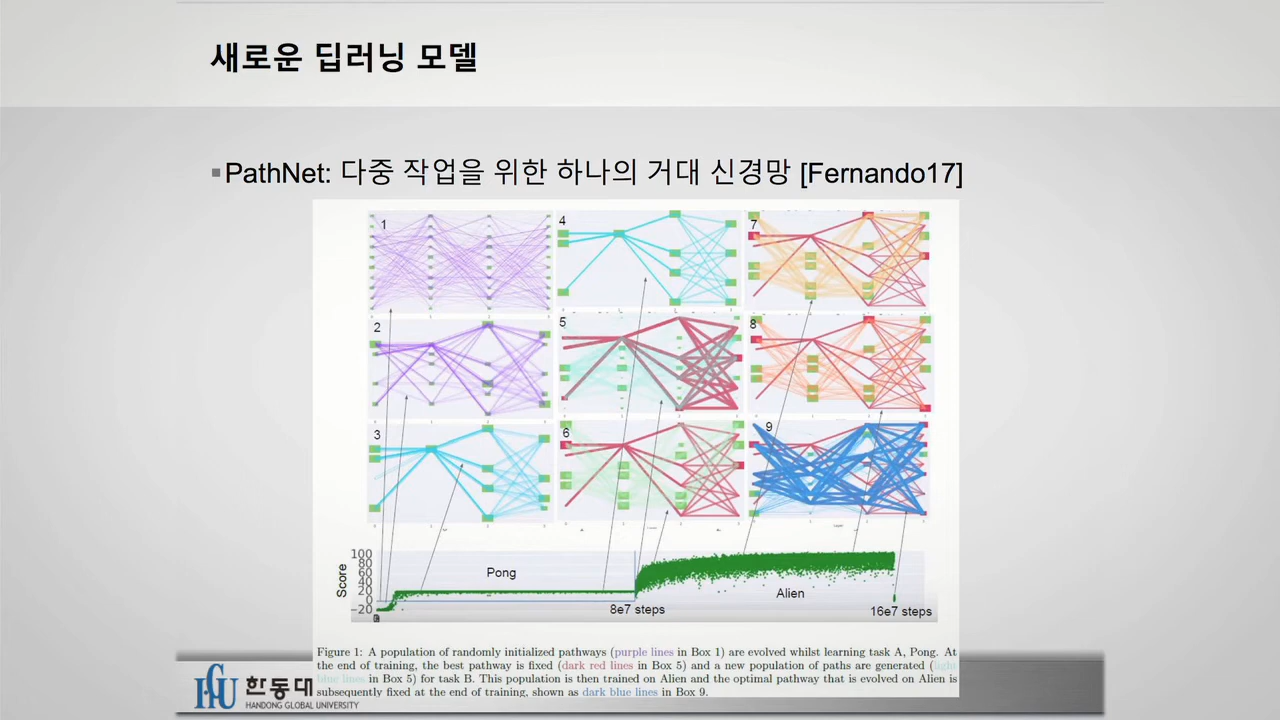 새로운 딥러닝 모델
PathNet: 다중 작업을 위한 하나의 거대 신경망 [Fernando17]
1
4
7
2
5
8
3
6
9
100
80
60
40
20
0
−20
Score
Pong
Alien
8e7 steps
16e7 steps
Figure 1: A population of randomly initialized pathways (purple lines in Box 1) are evolved whilst learning task A, Pong. At
the end of training, the best pathway is fixed (dark red lines in Box 5) and a new population of paths are generated (light
blue lines in Box 5) for task B. This population is then trained on Alien and the optimal pathway that is evolved on Alien is
subsequently fixed at the end of training, shown as dark blue lines in Box 9.
한동대
HANDONG GLOBAL UNIVERSITY